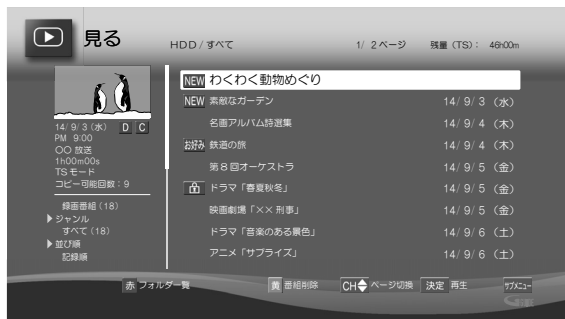 見る
HDD/すべて 1/ 2ページ 残量（TS）: 46h00m
NEW わくわく動物めぐり
NEW 素敵なガーデン 14/ 9/ 3（水）
名画アルバム詩選集 14/ 9/ 4（木）
お好み 鉄道の旅 14/ 9/ 4（木）
第８回オーケストラ 14/ 9/ 5（金）
ドラマ「春夏秋冬」 14/ 9/ 5（金）
映画劇場「×× 刑事」 14/ 9/ 5（金）
ドラマ「音楽のある景色」 14/ 9/ 6（土）
アニメ「サプライズ」 14/ 9/ 6（土）
14/ 9/ 3（水） D C
PM 9:00
○○ 放送
1h00m00s
TSモード
コピー可能回数：9
録画番組（18）
ジャンル
すべて（18）
並び順
記録順
赤 フォルダ一覧 黄 番組削除 CH ページ切換 決定 再生 サブメニュー